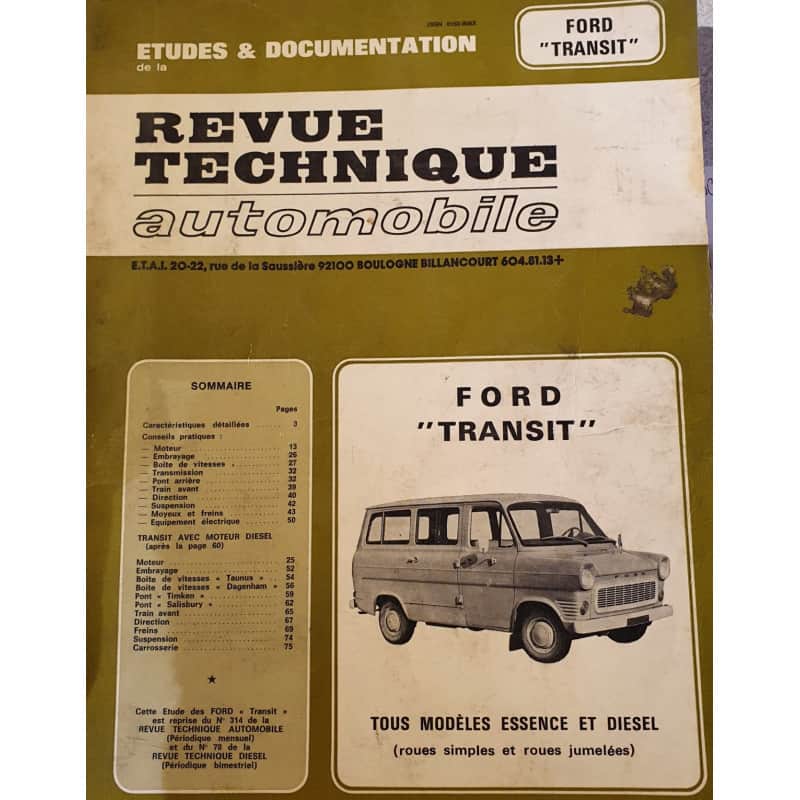 ETUDES & DOCUMENTATION
de la
FORD
"TRANSIT"
REVUE
TECHNIQUE
automobile
E.T.A.I. 20-22, rue de la Saussière 92100 BOULOGNE BILLANCOURT 604.81.13+
SOMMAIRE
Pages
Caractéristiques détaillées ....... 3
Conseils pratiques :
— Moteur ....... 13
— Embrayage ....... 26
— Boite de vitesses ....... 27
— Transmission ....... 32
— Pont arrière ....... 32
— Train avant ....... 39
— Direction ....... 40
— Suspension ....... 42
— Moyeux et freins ....... 43
— Equipement électrique ....... 50
TRANSIT AVEC MOTEUR DIESEL
(après la page 60)
Moteur ....... 25
Embrayage ....... 52
Boite de vitesses « Taunus » ....... 54
Boite de vitesses « Dagenham » 56
Pont « Timken » ....... 59
Pont « Salisbury » ....... 62
Train avant ....... 65
Direction ....... 67
Freins ....... 69
Suspension ....... 74
Carrosserie ....... 75
Cette Etude des FORD « Transit »
est reprise du N° 314 de la
REVUE TECHNIQUE AUTOMOBILE
(Périodique mensuel)
et du N° 78 de la
REVUE TECHNIQUE DIESEL
(Périodique bimestriel)
FORD
"TRANSIT"
TOUS MODÈLES ESSENCE ET DIESEL
(roues simples et roues jumelées)